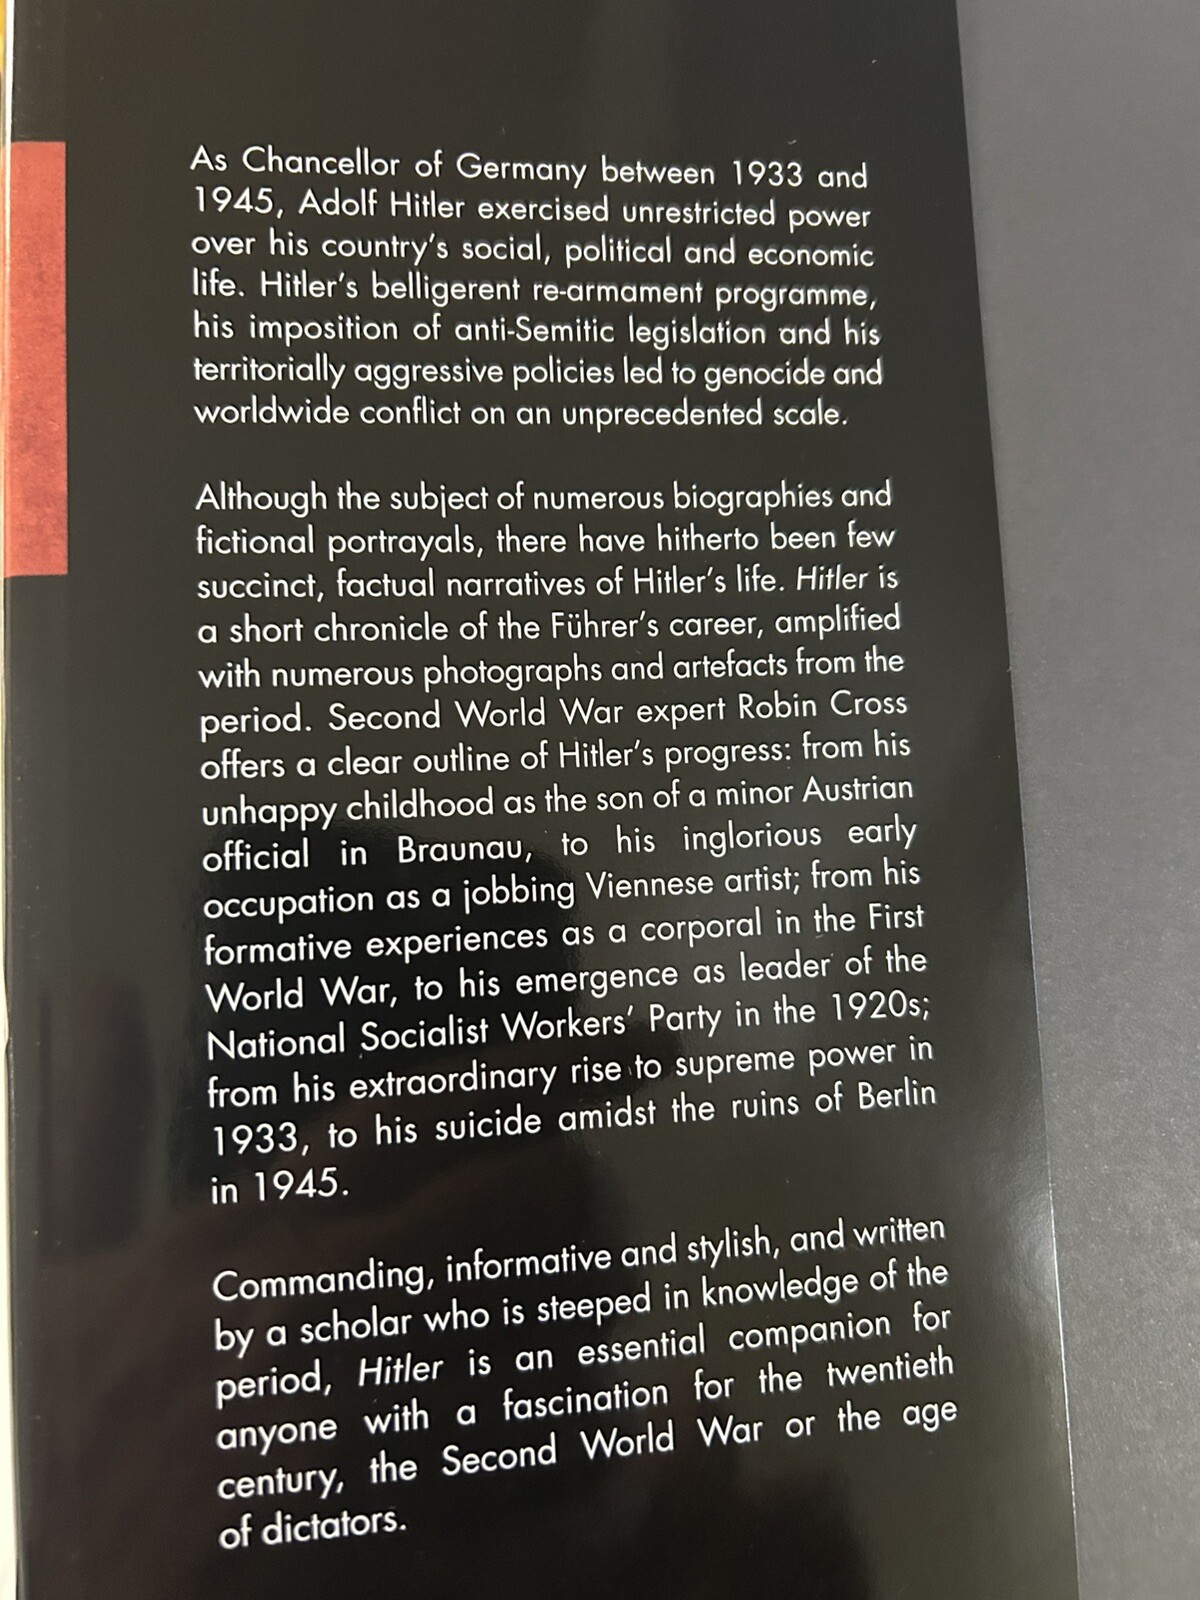 As Chancellor of Germany between 1933 and
1945, Adolf Hitler exercised unrestricted power
over his country's social, political and economic
life. Hitler's belligerent re-armament programme,
his imposition of anti-Semitic legislation and his
territorially aggressive policies led to genocide and
worldwide conflict on an unprecedented scale.
Although the subject of numerous biographies and
fictional portrayals, there have hitherto been few
succinct, factual narratives of Hitler's life. Hitler is
a short chronicle of the Führer's career, amplified
with numerous photographs and artefacts from the
period. Second World War expert Robin Cross
offers a clear outline of Hitler's progress: from his
unhappy childhood as the son of a minor Austrian
official in Braunau, to his inglorious early
occupation as a jobbing Viennese artist; from his
formative experiences as a corporal in the First
World War, to his emergence as leader of the
National Socialist Workers' Party in the 1920s;
from his extraordinary rise to supreme power in
1933, to his suicide amidst the ruins of Berlin
in 1945.
Commanding, informative and stylish, and written
by a scholar who is steeped in knowledge of the
period, Hitler is an essential companion for
anyone with a fascination for the twentieth
century, the Second World War or the age
of dictators.